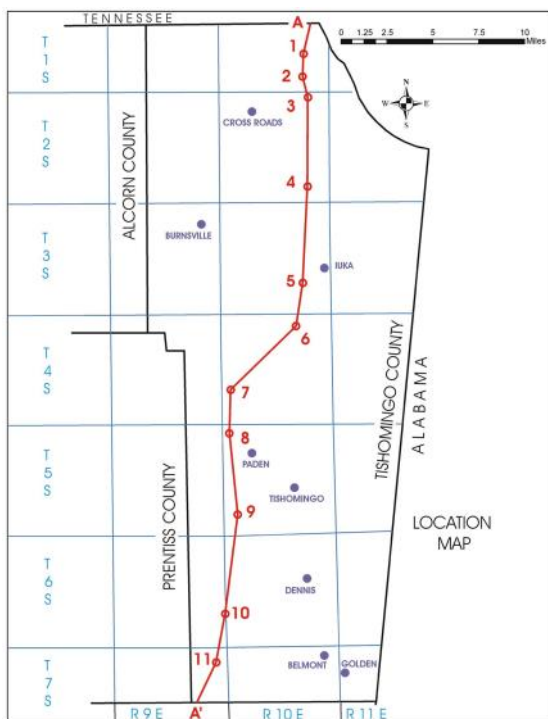 TENNESSEE
A
0 1.25 2.5 5 7.5 10
Miles
N
W E
S
T
1
S
1
2
3
CROSS ROADS
T
2
S
ALCORN COUNTY
4
BURNSVILLE
T
3
S
5
IUKA
6
T
4
S
7
TISHOMINGO COUNTY
ALABAMA
8
PADEN
T
5
S
TISHOMINGO
PRENTISS COUNTY
9
LOCATION
MAP
T
6
S
DENNIS
10
11
BELMONT
GOLDEN
T
7
S
R 9 E
A'
R 10 E
R 11 E